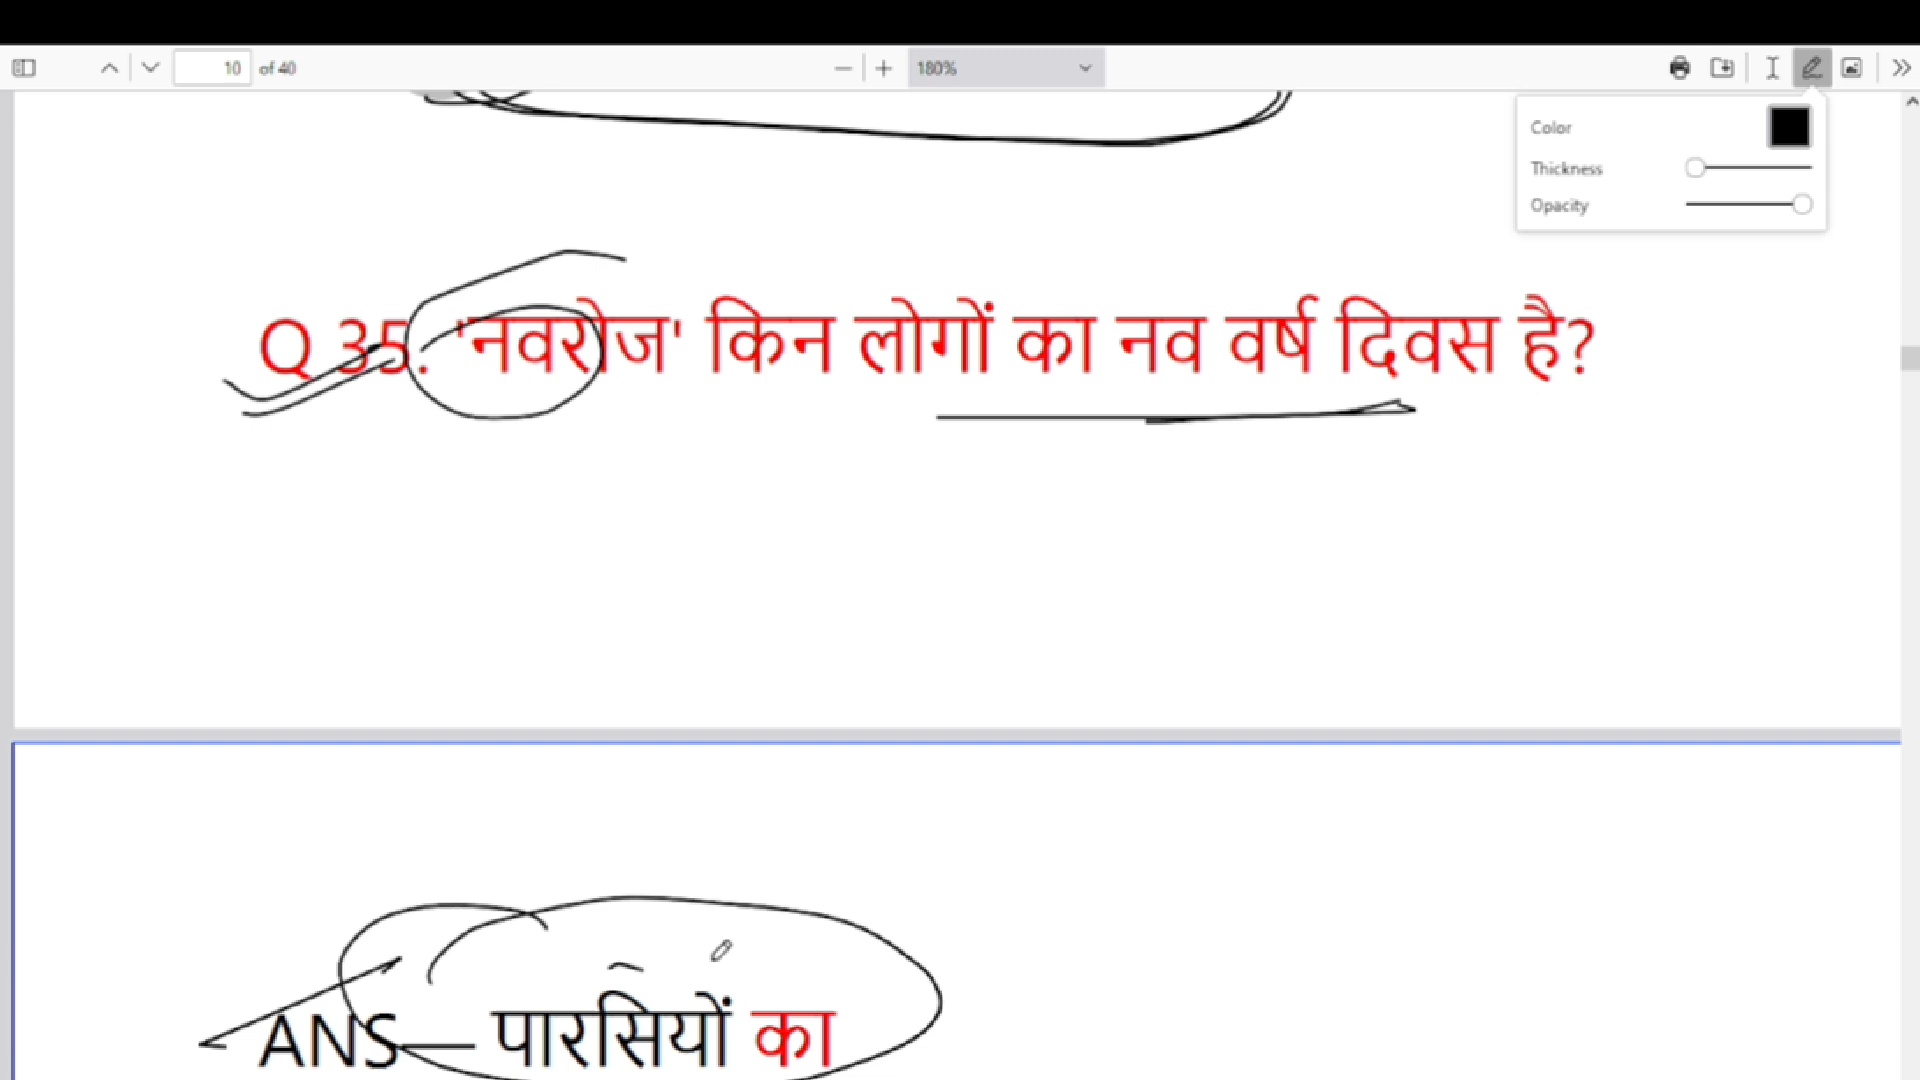 10 of 40
180%
Color
Thickness
Opacity
Q 35. 'नवरोज' किन लोगों का नव वर्ष दिवस है?
ANS— पारसियों का